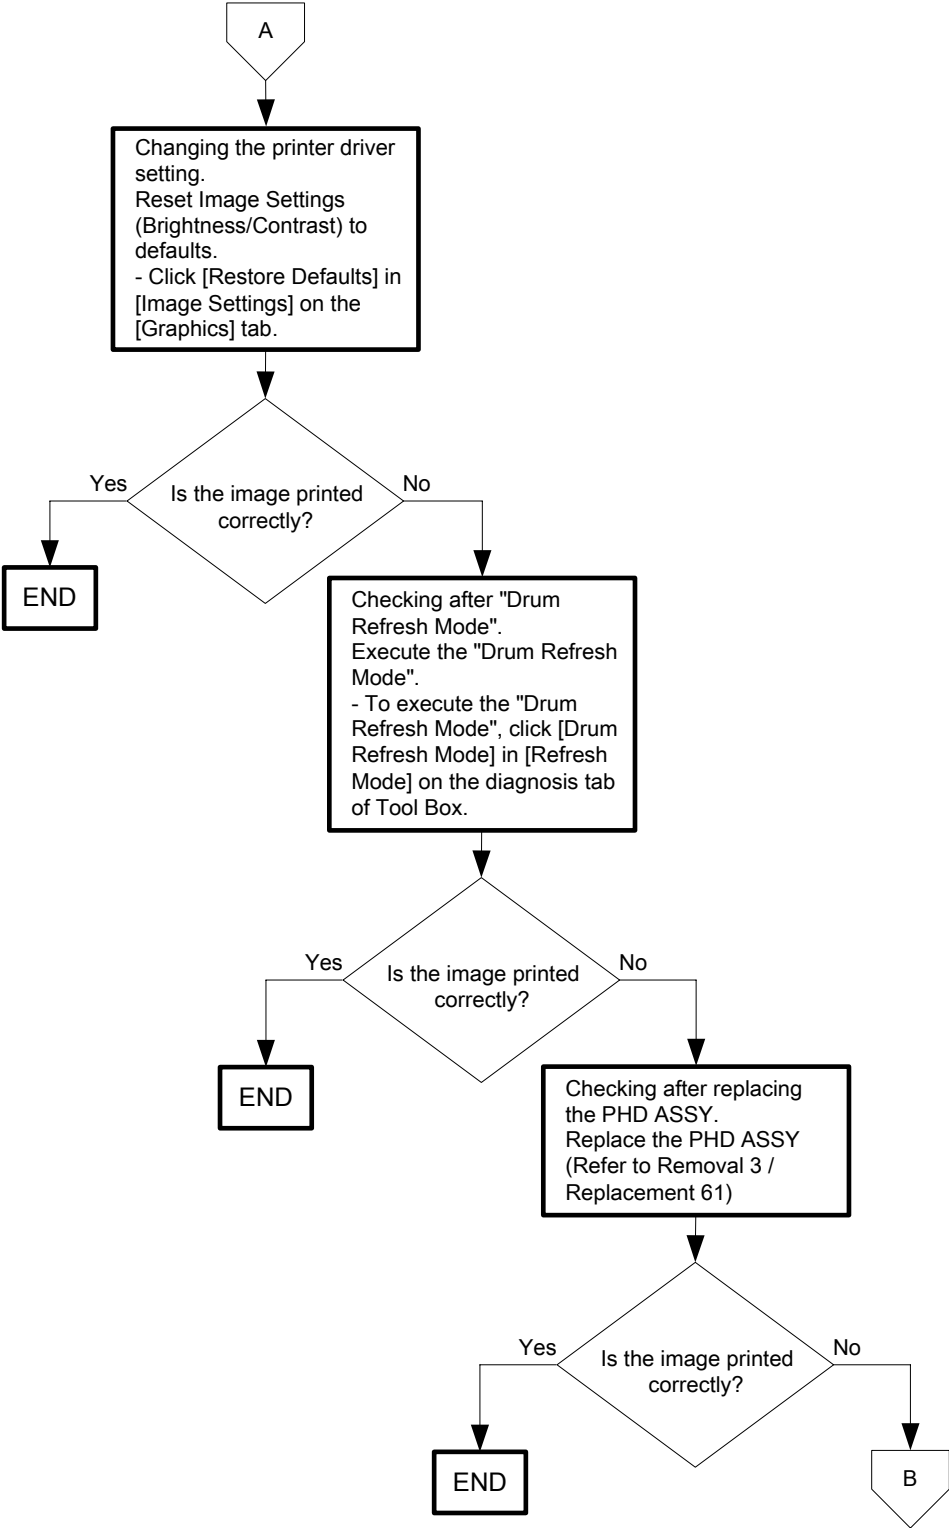 A
Changing the printer driver
setting.
Reset Image Settings
(Brightness/Contrast) to
defaults.
- Click [Restore Defaults] in
[Image Settings] on the
[Graphics] tab.
Yes
No
Is the image printed
correctly?
END
Checking after "Drum
Refresh Mode".
Execute the "Drum Refresh
Mode".
- To execute the "Drum
Refresh Mode", click [Drum
Refresh Mode] in [Refresh
Mode] on the diagnosis tab
of Tool Box.
Yes
No
Is the image printed
correctly?
END
Checking after replacing
the PHD ASSY.
Replace the PHD ASSY
(Refer to Removal 3 /
Replacement 61)
Yes
No
Is the image printed
correctly?
END
B